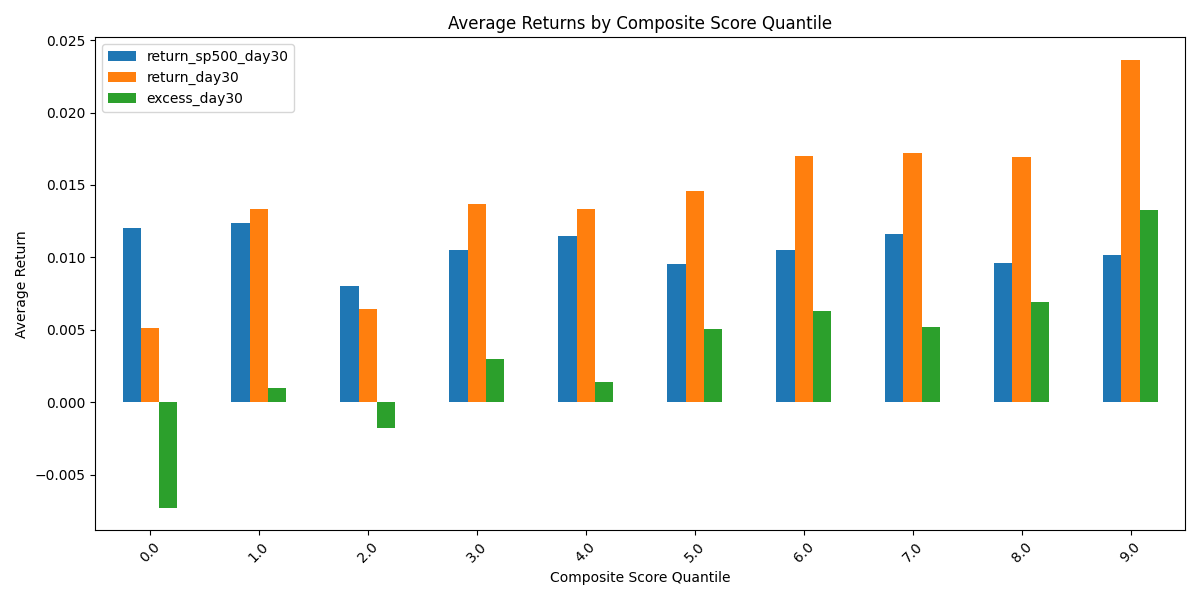 Average Returns by Composite Score Quantile
return_sp500_day30
return_day30
excess_day30
Average Return
0.025
0.020
0.015
0.010
0.005
0.000
−0.005
0.0 1.0 2.0 3.0 4.0 5.0 6.0 7.0 8.0 9.0
Composite Score Quantile